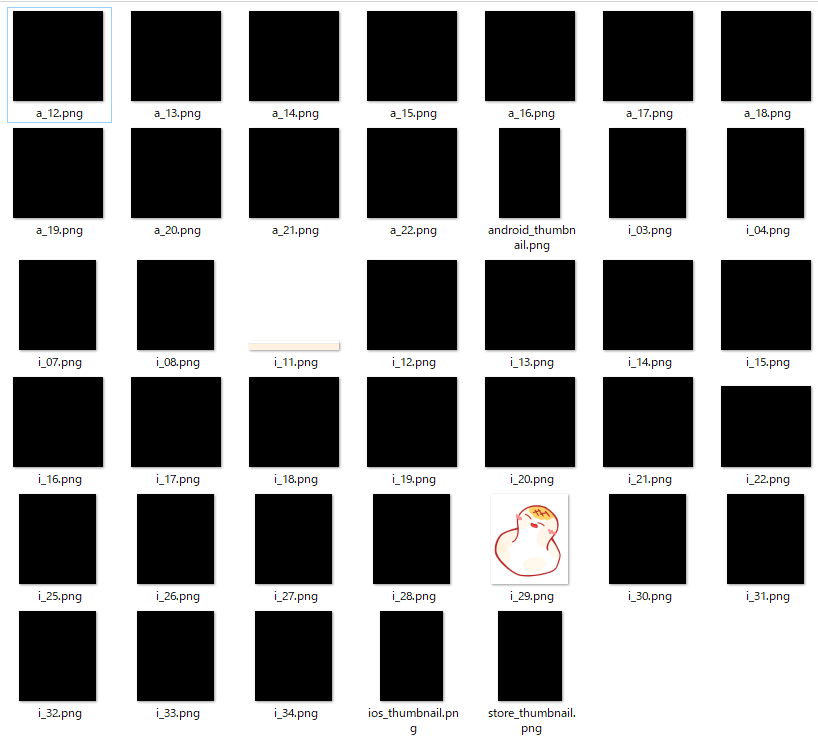 a_12.png
a_13.png
a_14.png
a_15.png
a_16.png
a_17.png
a_18.png
a_19.png
a_20.png
a_21.png
a_22.png
android_thumbn
ail.png
i_03.png
i_04.png
i_07.png
i_08.png
i_11.png
i_12.png
i_13.png
i_14.png
i_15.png
i_16.png
i_17.png
i_18.png
i_19.png
i_20.png
i_21.png
i_22.png
i_25.png
i_26.png
i_27.png
i_28.png
i_29.png
i_30.png
i_31.png
i_32.png
i_33.png
i_34.png
ios_thumbnail.pn
g
store_thumbnail.
png